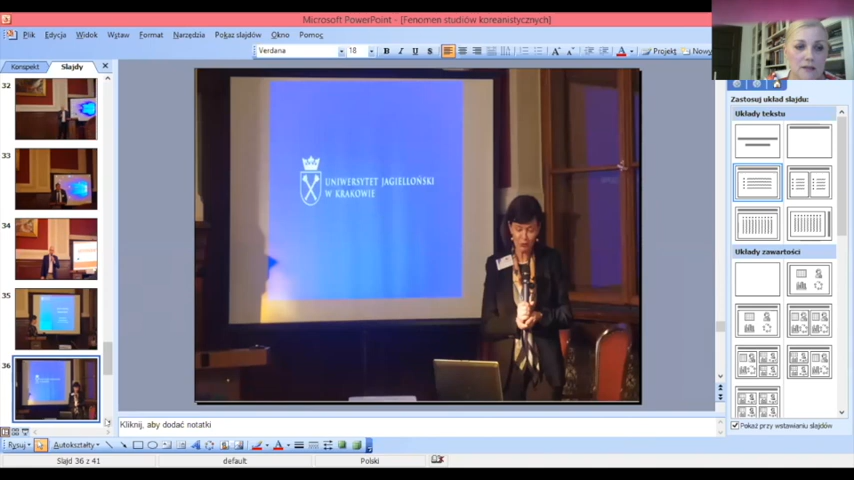 Microsoft PowerPoint - [Fenomen studiów koreanistycznych]
Plik Edycja Widok Wstaw Format Narzędzia Pokaz slajdów Okno Pomoc
Verdana 18 B I U S A A A Projekt Nowy
Konspekt Slajdy
Zastosuj układ slajdu:
Układy tekstu
Układy zawartości
32
33
34
35
36
UNIWERSYTET JAGIELLOŃSKI
W KRAKOWIE
Kliknij, aby dodać notatki
Pokaż przy wstawianiu slajdów
Rysuj Autokształty
Slajd 36 z 41 default Polski